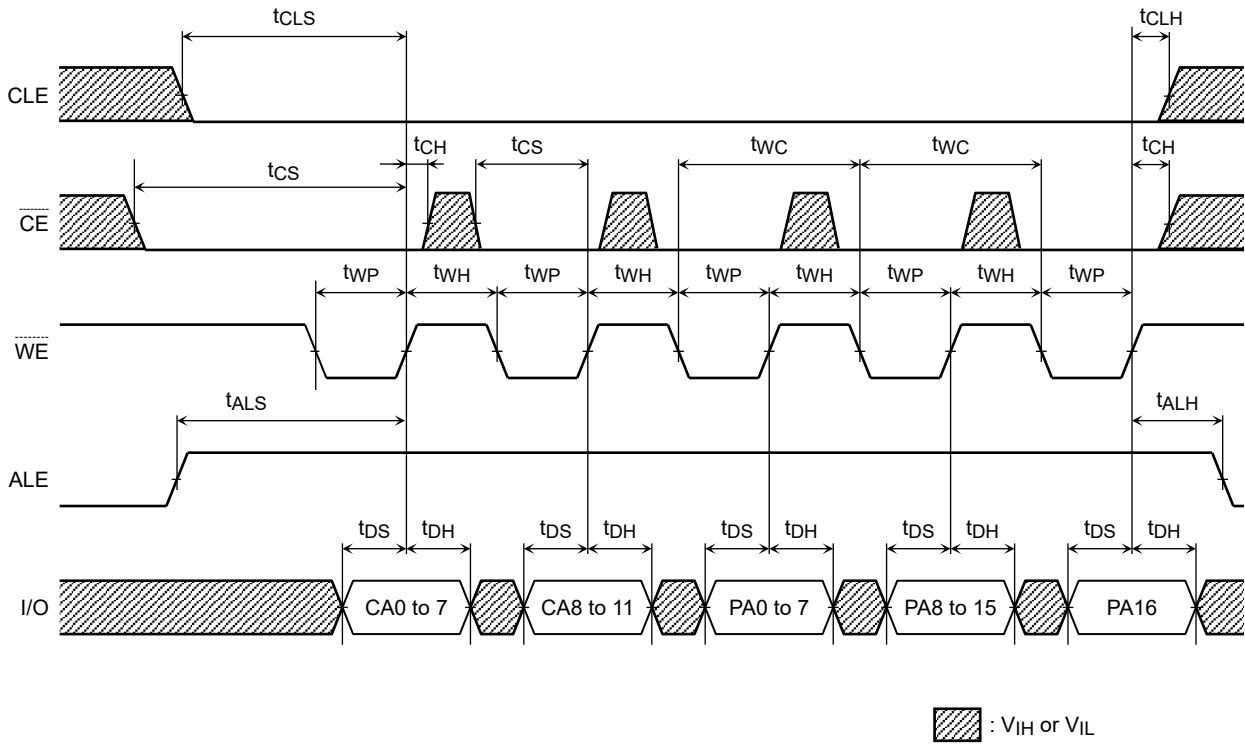 tCLS tCLH
CLE
tCH tCS tWC tWC tCH
tCS
CE
tWP tWH tWP tWH tWP tWH tWP tWH tWP
WE
tALS tALH
ALE
tDS tDH tDS tDH tDS tDH tDS tDH tDS tDH
I/O CA0 to 7 CA8 to 11 PA0 to 7 PA8 to 15 PA16
: VIH or VIL